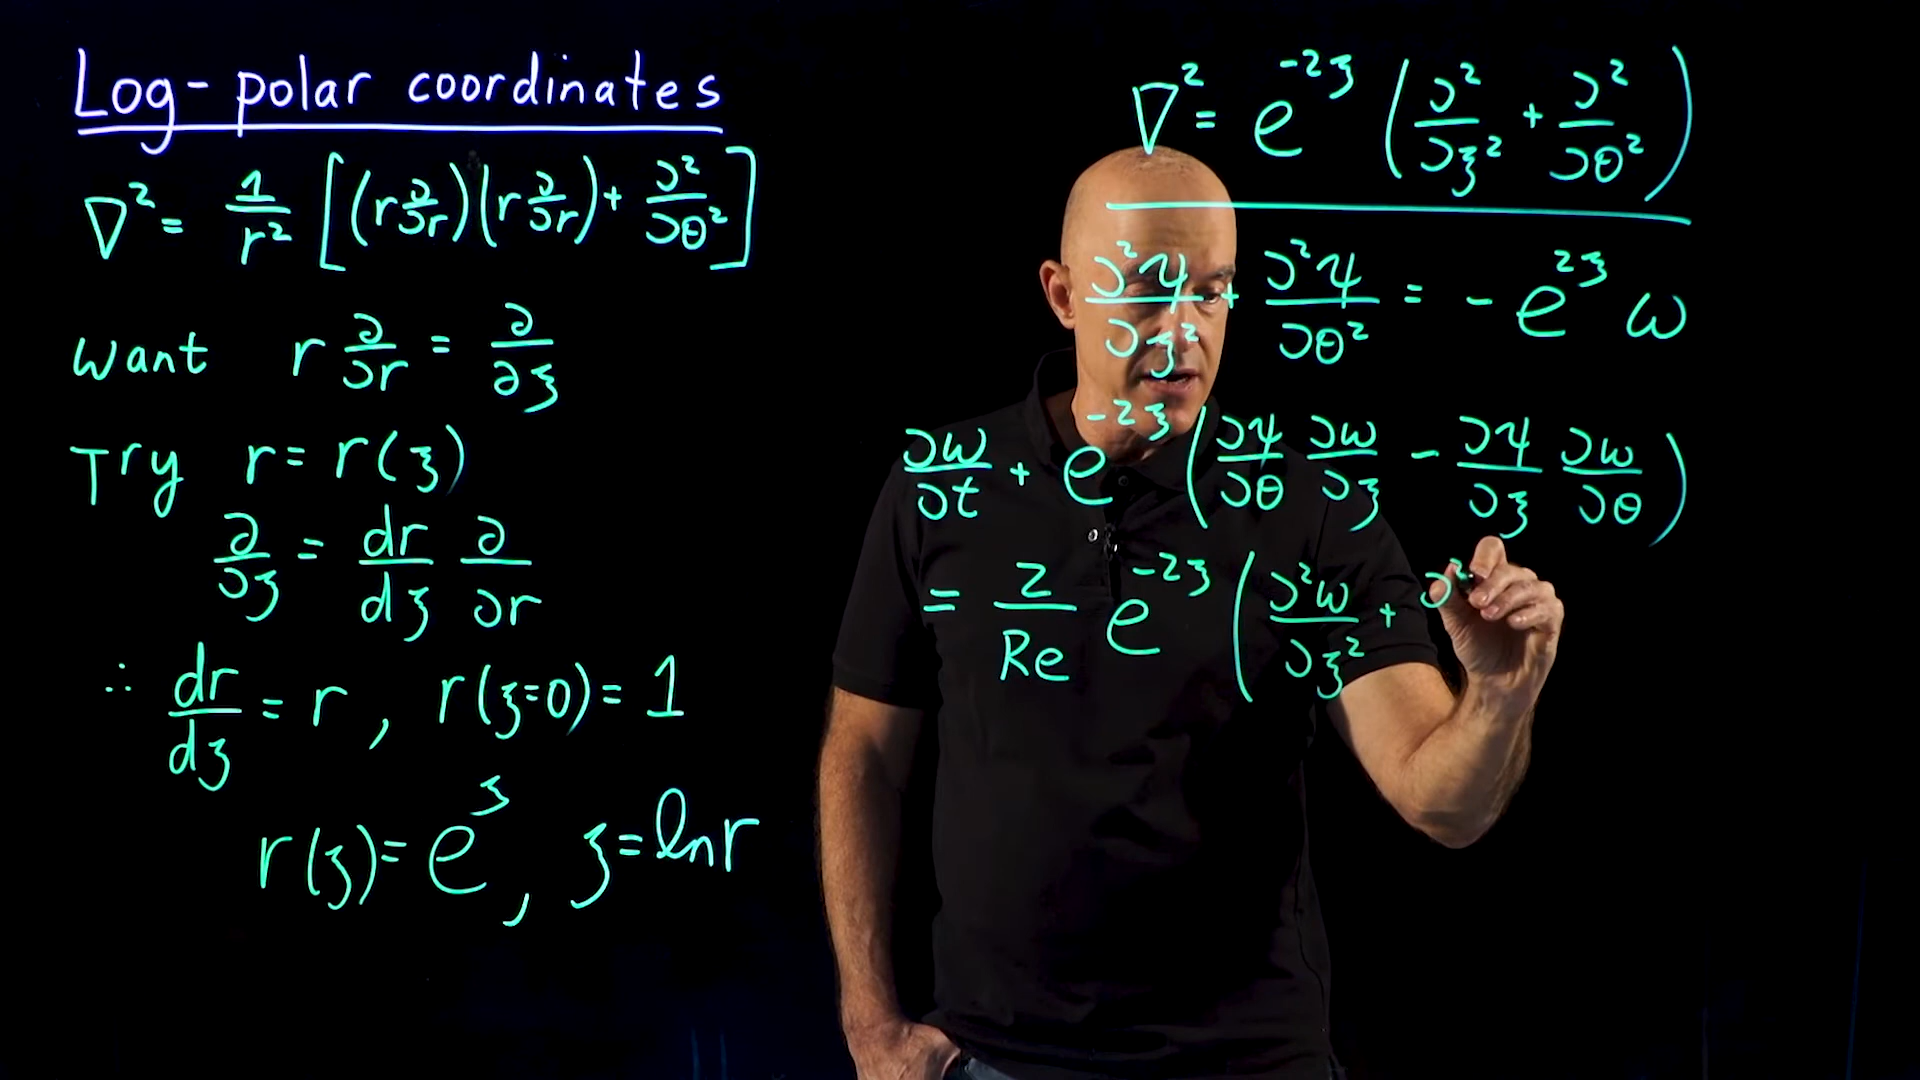 Log-polar coordinates
∇² = 1/r² [(r ∂/∂r)(r ∂/∂r) + ∂²/∂θ²]
want r ∂/∂r = ∂/∂ξ
Try r = r(ξ)
∂/∂ξ = dr/dξ ∂/∂r
∴ dr/dξ = r, r(ξ=0) = 1
r(ξ) = e^ξ, ξ = ln r
∇² = e^-2ξ (∂²/∂ξ² + ∂²/∂θ²)
∂²ψ/∂ξ² + ∂²ψ/∂θ² = - e^2ξ ω
∂ω/∂t + e^-2ξ (∂ψ/∂θ ∂ω/∂ξ - ∂ψ/∂ξ ∂ω/∂θ)
= 2/Re e^-2ξ (∂²ω/∂ξ² + ∂²